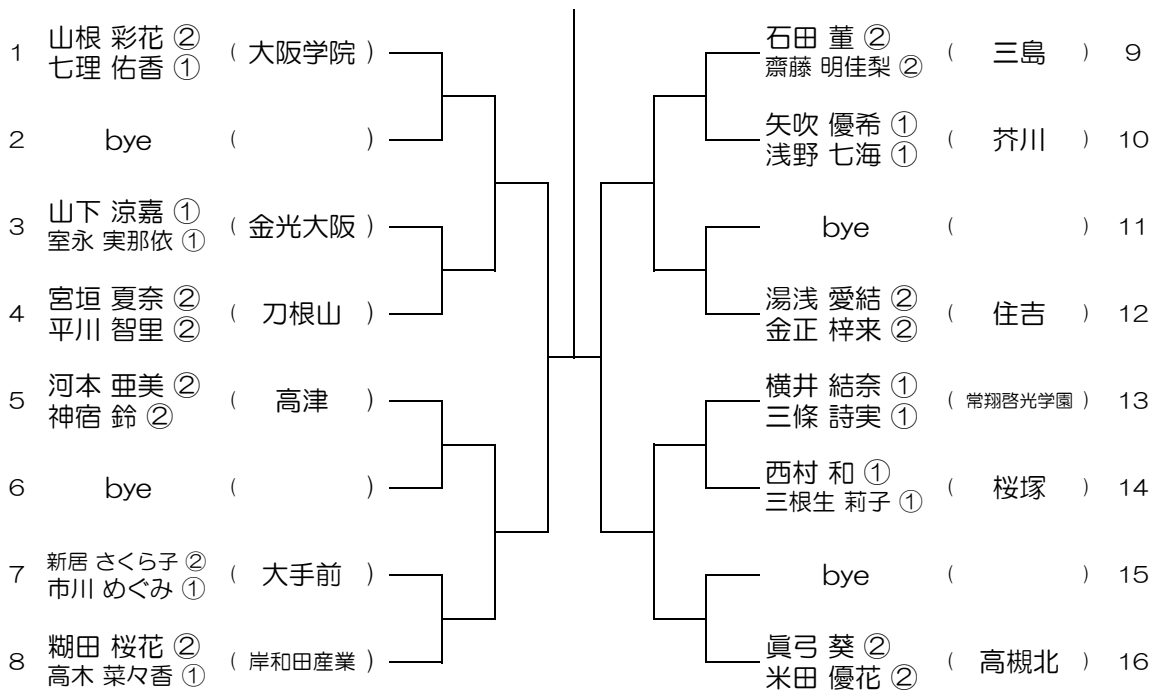 1 山根 彩花 ② ( 大阪学院 )
七理 佑香 ①
2 bye ( )
3 山下 涼嘉 ① ( 金光大阪 )
室永 実那依 ①
4 宮垣 夏奈 ② ( 刀根山 )
平川 智里 ②
5 河本 亜美 ② ( 高津 )
神宿 鈴 ②
6 bye ( )
7 新居 さくら子 ② ( 大手前 )
市川 めぐみ ①
8 糊田 桜花 ② ( 岸和田産業 )
高木 菜々香 ①
石田 菫 ② ( 三島 ) 9
齋藤 明佳梨 ②
矢吹 優希 ① ( 芥川 ) 10
浅野 七海 ①
bye ( ) 11
湯浅 愛結 ② ( 住吉 ) 12
金正 梓来 ②
横井 結奈 ① ( 常翔啓光学園 ) 13
三條 詩実 ①
西村 和 ① ( 桜塚 ) 14
三根生 莉子 ①
bye ( ) 15
眞弓 葵 ② ( 高槻北 ) 16
米田 優花 ②